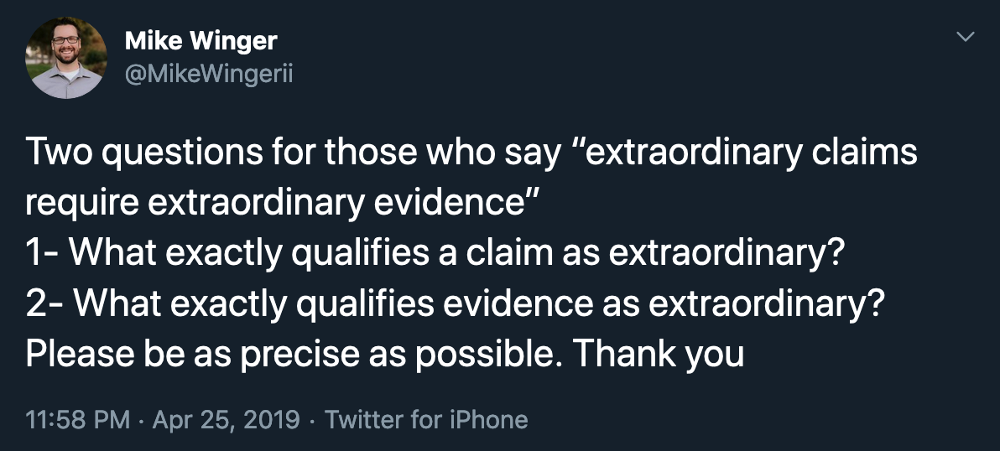 Mike Winger
@MikeWingerii
Two questions for those who say “extraordinary claims
require extraordinary evidence”
1- What exactly qualifies a claim as extraordinary?
2- What exactly qualifies evidence as extraordinary?
Please be as precise as possible. Thank you
11:58 PM · Apr 25, 2019 · Twitter for iPhone